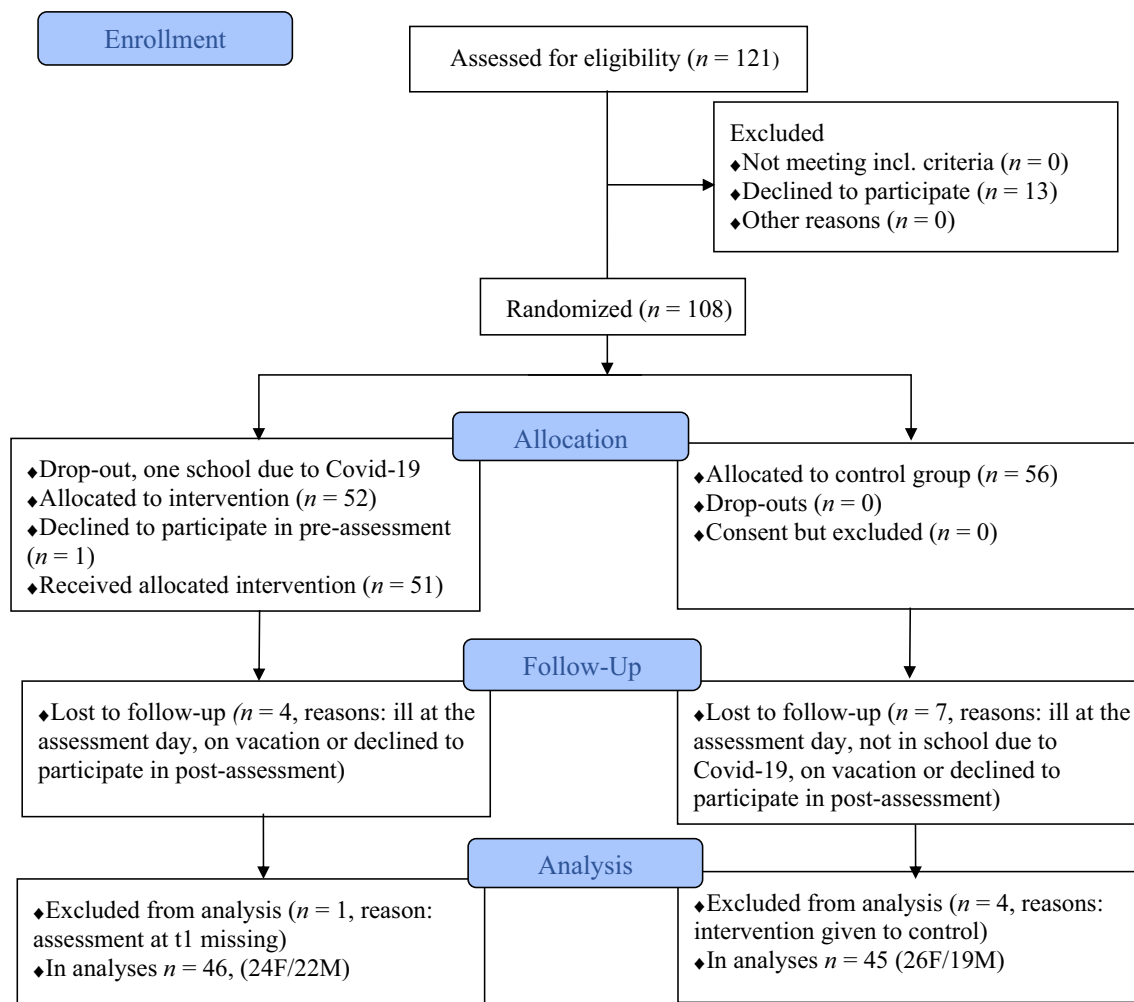 Enrollment
Assessed for eligibility (n = 121)
Excluded
⬧Not meeting incl. criteria (n = 0)
⬧Declined to participate (n = 13)
⬧Other reasons (n = 0)
Randomized (n = 108)
Allocation
⬧Drop-out, one school due to Covid-19
⬧Allocated to intervention (n = 52)
⬧Declined to participate in pre-assessment
(n = 1)
⬧Received allocated intervention (n = 51)
⬧Allocated to control group (n = 56)
⬧Drop-outs (n = 0)
⬧Consent but excluded (n = 0)
Follow-Up
⬧Lost to follow-up (n = 4, reasons: ill at the
assessment day, on vacation or declined to
participate in post-assessment)
⬧Lost to follow-up (n = 7, reasons: ill at the
assessment day, not in school due to
Covid-19, on vacation or declined to
participate in post-assessment)
Analysis
⬧Excluded from analysis (n = 1, reason:
assessment at t1 missing)
⬧In analyses n = 46, (24F/22M)
⬧Excluded from analysis (n = 4, reasons:
intervention given to control)
⬧In analyses n = 45 (26F/19M)